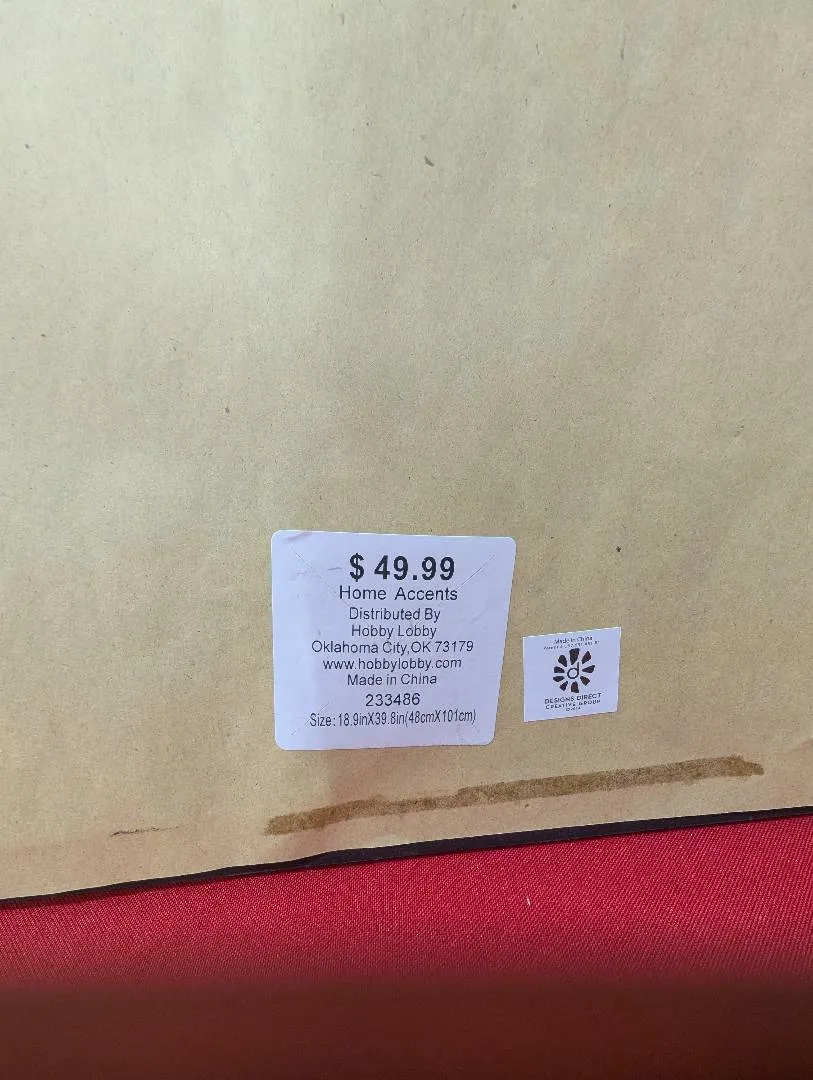 $ 49.99
Home Accents
Distributed By
Hobby Lobby
Oklahoma City,OK 73179
www.hobbylobby.com
Made in China
233486
Size:18.9inX39.8in(48cmX101cm)
Made in China
d
DESIGNS DIRECT
CREATIVE GROUP